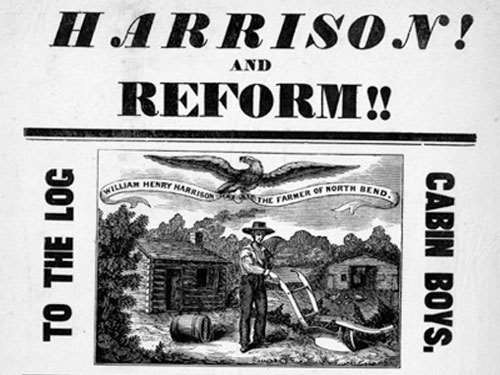 HARRISON!
AND
REFORM!!
TO THE LOG
WILLIAM HENRY HARRISON THE FARMER OF NORTH BEND.
CABIN BOYS.